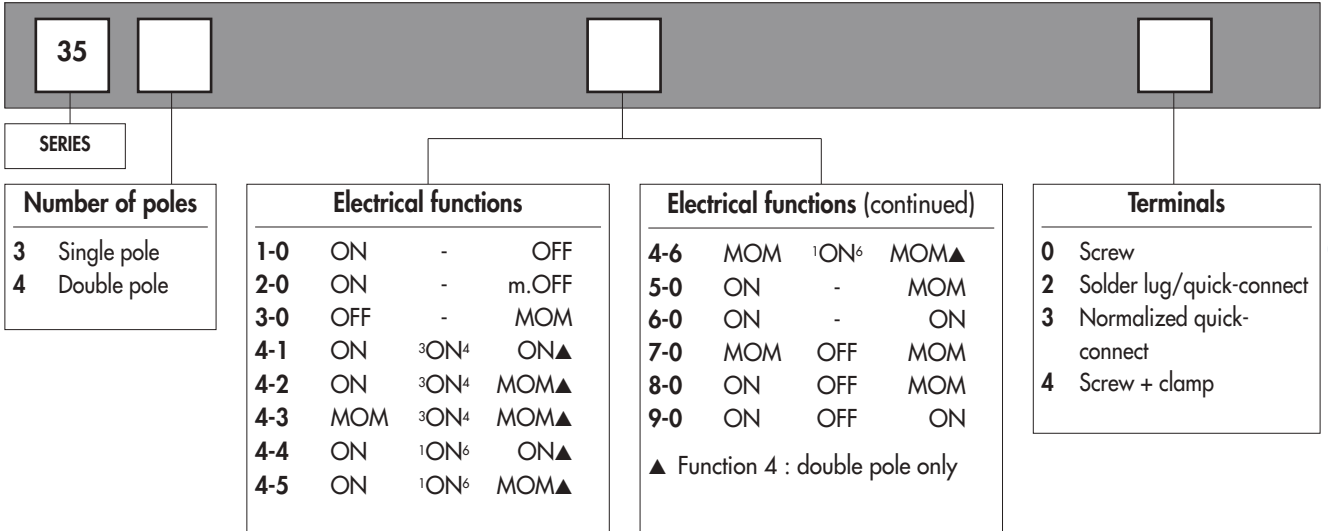 35
SERIES
Number of poles
3 Single pole
4 Double pole
Electrical functions
1-0 ON - OFF
2-0 ON - m.OFF
3-0 OFF - MOM
4-1 ON ³ON⁴ ON▲
4-2 ON ³ON⁴ MOM▲
4-3 MOM ³ON⁴ MOM▲
4-4 ON ¹ON⁶ ON▲
4-5 ON ¹ON⁶ MOM▲
Electrical functions (continued)
4-6 MOM ¹ON⁶ MOM▲
5-0 ON - MOM
6-0 ON - ON
7-0 MOM OFF MOM
8-0 ON OFF MOM
9-0 ON OFF ON
▲ Function 4 : double pole only
Terminals
0 Screw
2 Solder lug/quick-connect
3 Normalized quick-
connect
4 Screw + clamp